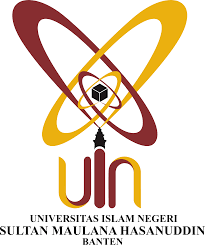 uin
UNIVERSITAS ISLAM NEGERI
SULTAN MAULANA HASANUDDIN
BANTEN